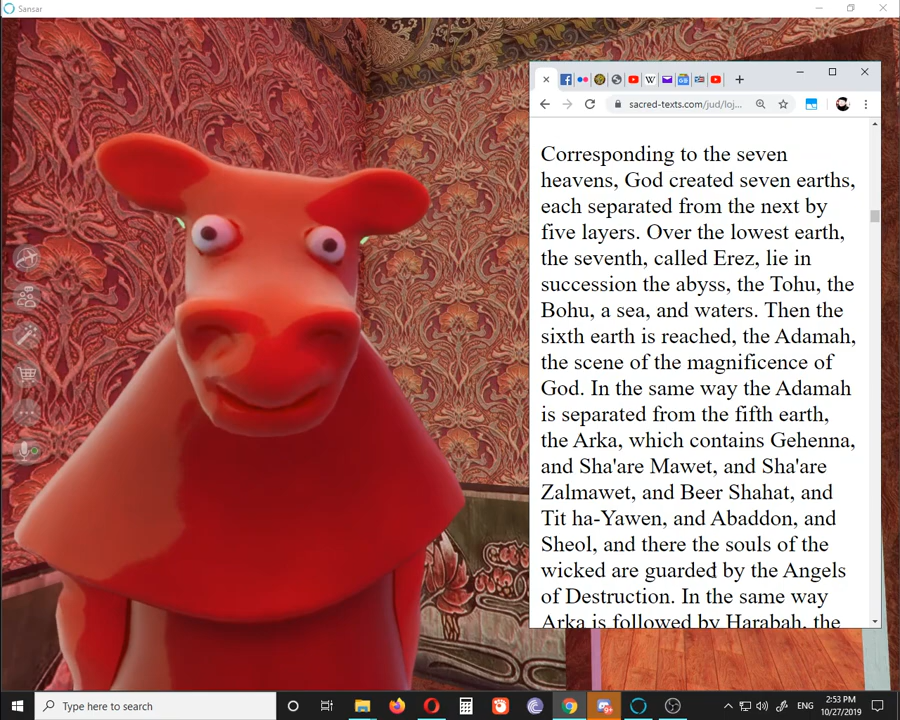 Sansar
sacred-texts.com/jud/loj...
Corresponding to the seven
heavens, God created seven earths,
each separated from the next by
five layers. Over the lowest earth,
the seventh, called Erez, lie in
succession the abyss, the Tohu, the
Bohu, a sea, and waters. Then the
sixth earth is reached, the Adamah,
the scene of the magnificence of
God. In the same way the Adamah
is separated from the fifth earth,
the Arka, which contains Gehenna,
and Sha'are Mawet, and Sha'are
Zalmawet, and Beer Shahat, and
Tit ha-Yawen, and Abaddon, and
Sheol, and there the souls of the
wicked are guarded by the Angels
of Destruction. In the same way
Arka is followed by Harabah, the
Type here to search
ENG
2:53 PM
10/27/2019